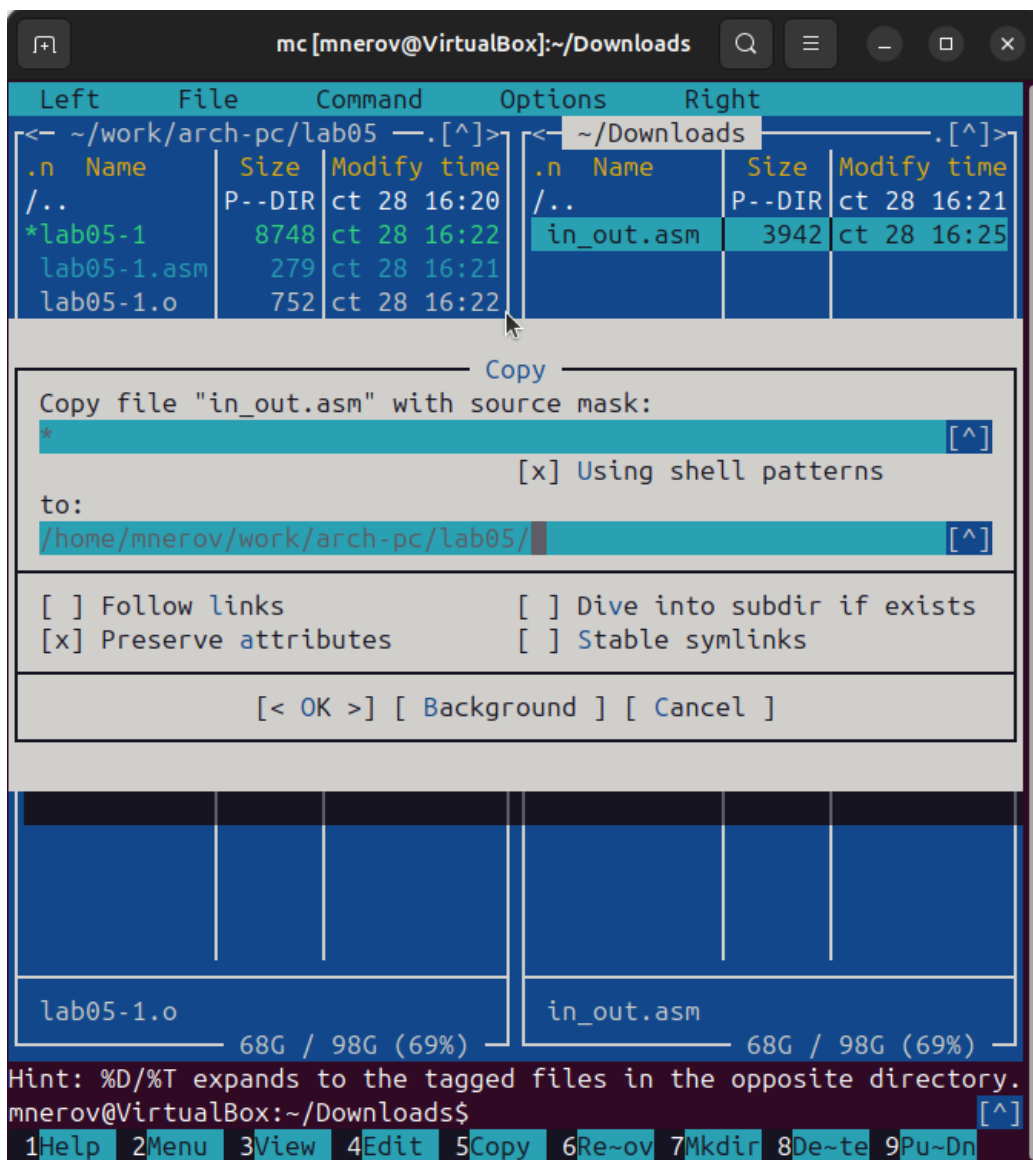 mc [mnerov@VirtualBox]:~/Downloads
Left File Command Options Right
<─ ~/work/arch-pc/lab05 ──.[^]> <─ ~/Downloads ──.[^]>
.n Name Size Modify time .n Name Size Modify time
/.. P--DIR ct 28 16:20 /.. P--DIR ct 28 16:21
*lab05-1 8748 ct 28 16:22 in_out.asm 3942 ct 28 16:25
lab05-1.asm 279 ct 28 16:21
lab05-1.o 752 ct 28 16:22
Copy
Copy file "in_out.asm" with source mask:
* [^]
[x] Using shell patterns
to:
/home/mnerov/work/arch-pc/lab05/ [^]
[ ] Follow links [ ] Dive into subdir if exists
[x] Preserve attributes [ ] Stable symlinks
[< OK >] [ Background ] [ Cancel ]
lab05-1.o in_out.asm
68G / 98G (69%) 68G / 98G (69%)
Hint: %D/%T expands to the tagged files in the opposite directory.
mnerov@VirtualBox:~/Downloads$ [^]
1Help 2Menu 3View 4Edit 5Copy 6Re~ov 7Mkdir 8De~te 9Pu~Dn